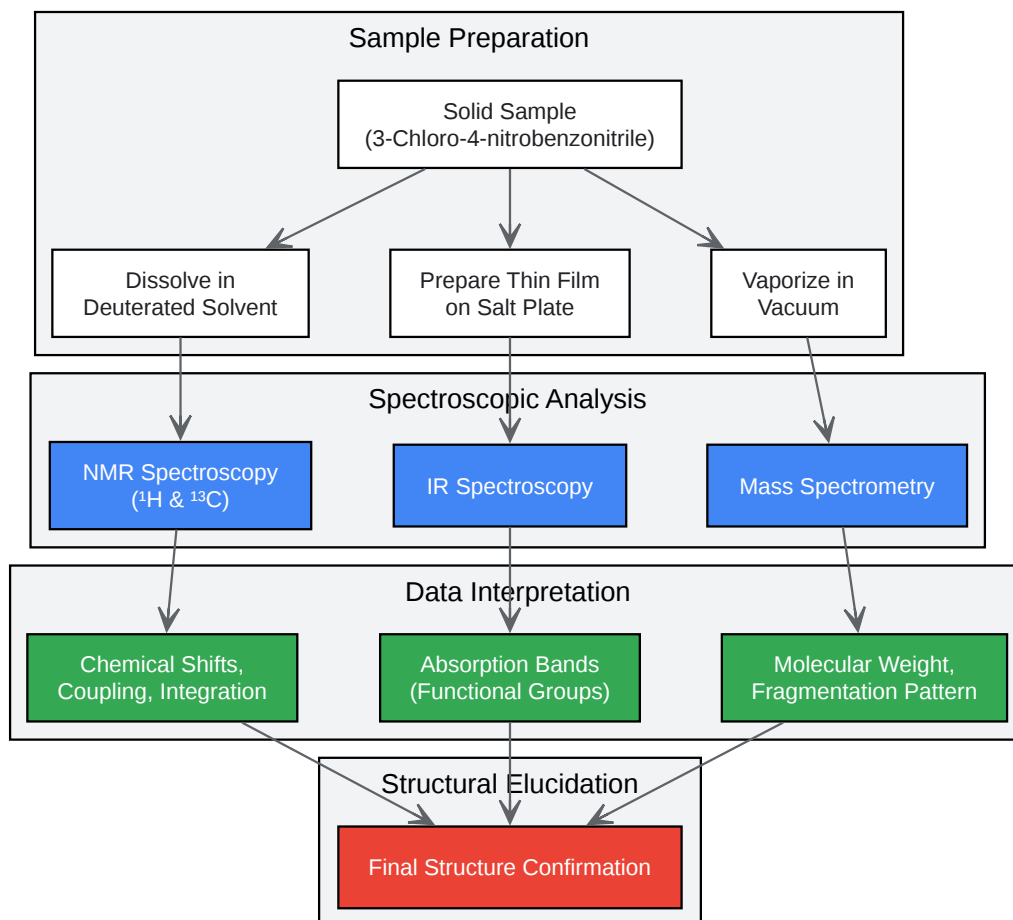 Sample Preparation
Solid Sample
(3-Chloro-4-nitrobenzonitrile)
Dissolve in
Deuterated Solvent
Prepare Thin Film
on Salt Plate
Vaporize in
Vacuum
Spectroscopic Analysis
NMR Spectroscopy
(¹H & ¹³C)
IR Spectroscopy
Mass Spectrometry
Data Interpretation
Chemical Shifts,
Coupling, Integration
Absorption Bands
(Functional Groups)
Molecular Weight,
Fragmentation Pattern
Structural Elucidation
Final Structure Confirmation